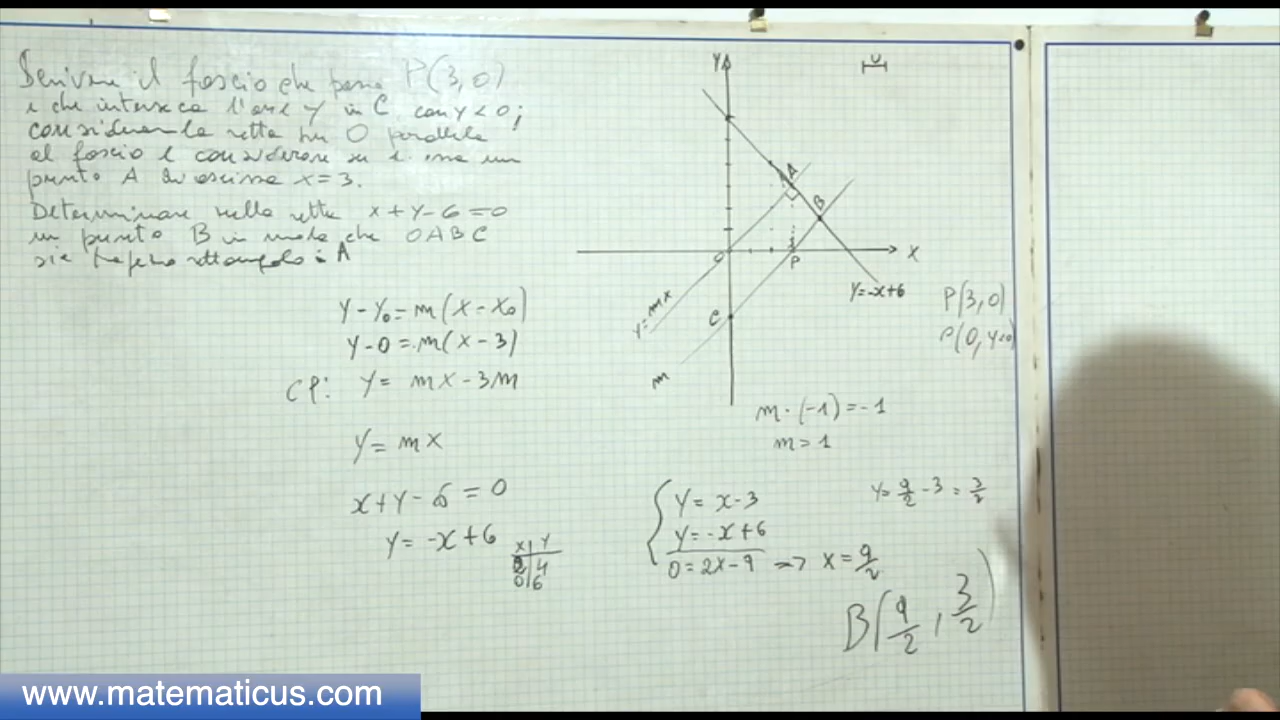 Scrivere il fascio che passa P(3,0)
e che interseca l'asse y in C, con y<0;
considerare la retta per O parallela
al fascio e considerare su essa un
punto A di ascissa x=3.
Determinare sulla retta x+y-6=0
un punto B in modo che OABC
sia trapezio rettangolo in A
y-y₀=m(x-x₀)
y-0=m(x-3)
CP: y= mx-3m
y= mx
x+y-6=0
y= -x+6
x | y
2 | 4
0 | 6
Y
U
A
B
O
3
P
X
y=mx
C
m
y=-x+6
P(3,0)
P(0,y<0)
m·(-1)=-1
m=1
y= x-3
y=-x+6
0=2x-9 => x=9/2
y=9/2-3=3/2
B(9/2, 3/2)
www.matematicus.com